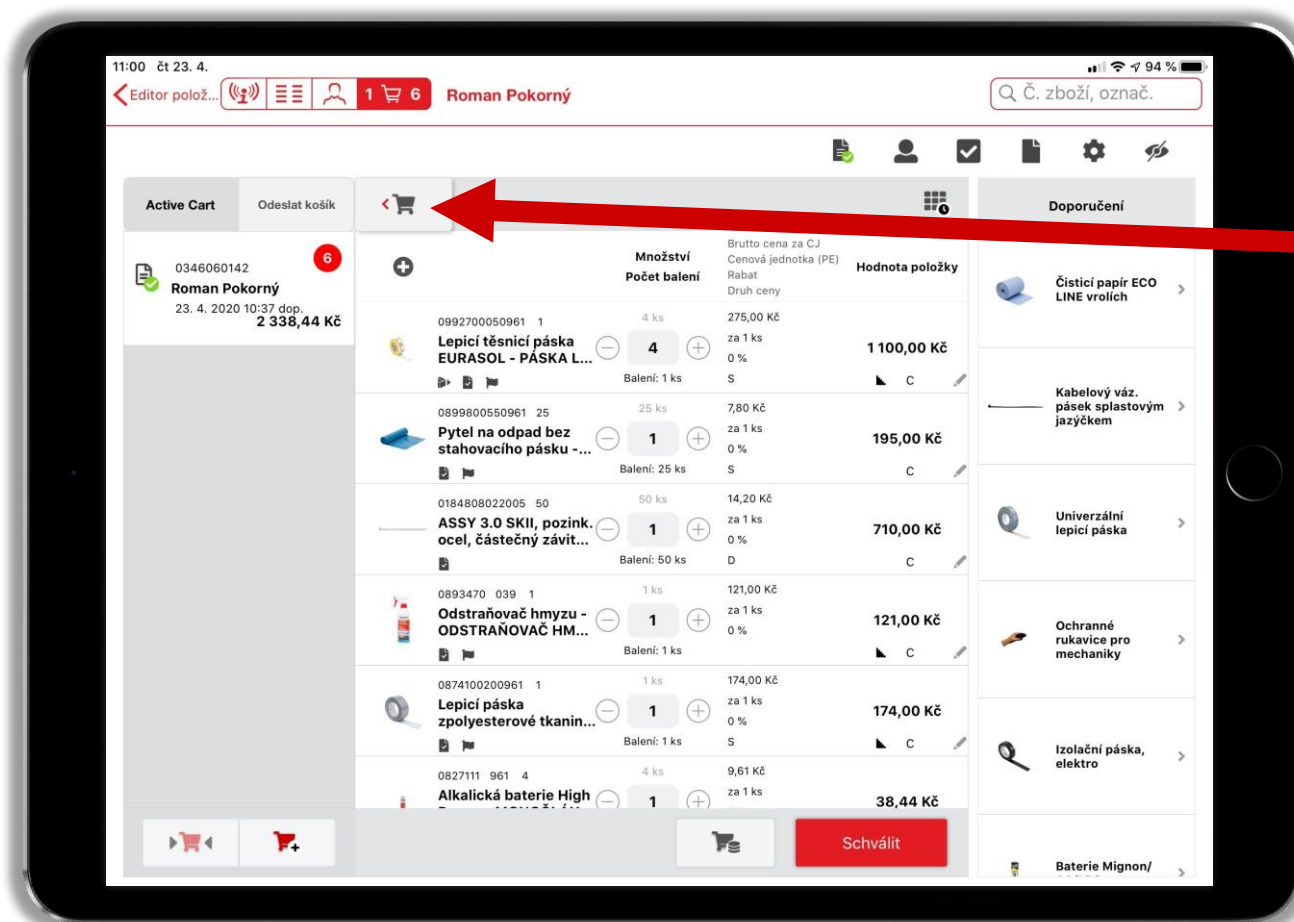 11:00 čt 23. 4.
94 %
Editor polož...
1 6
Roman Pokorný
Č. zboží, označ.
Active Cart
Odeslat košík
Doporučení
0346060142
6
Roman Pokorný
23. 4. 2020 10:37 dop.
2 338,44 Kč
Množství
Počet balení
Brutto cena za CJ
Cenová jednotka (PE)
Rabat
Druh ceny
Hodnota položky
0992700050961 1
Lepicí těsnicí páska
EURASOL - PÁSKA L...
4 ks
4
Balení: 1 ks
275,00 Kč
za 1 ks
0 %
S
1 100,00 Kč
C
0899800550961 25
Pytel na odpad bez
stahovacího pásku -...
25 ks
1
Balení: 25 ks
7,80 Kč
za 1 ks
0 %
S
195,00 Kč
C
0184808022005 50
ASSY 3.0 SKII, pozink.
ocel, částečný závit...
50 ks
1
Balení: 50 ks
14,20 Kč
za 1 ks
0 %
D
710,00 Kč
C
0893470 039 1
Odstraňovač hmyzu -
ODSTRAŇOVAČ HM...
1 ks
1
Balení: 1 ks
121,00 Kč
za 1 ks
0 %
121,00 Kč
C
0874100200961 1
Lepicí páska
zpolyesterové tkanin...
1 ks
1
Balení: 1 ks
174,00 Kč
za 1 ks
0 %
S
174,00 Kč
C
0827111 961 4
Alkalická baterie High
4 ks
1
9,61 Kč
za 1 ks
38,44 Kč
Schválit
Čisticí papír ECO
LINE vrolích
Kabelový váz.
pásek splastovým
jazýčkem
Univerzální
lepicí páska
Ochranné
rukavice pro
mechaniky
Izolační páska,
elektro
Baterie Mignon/